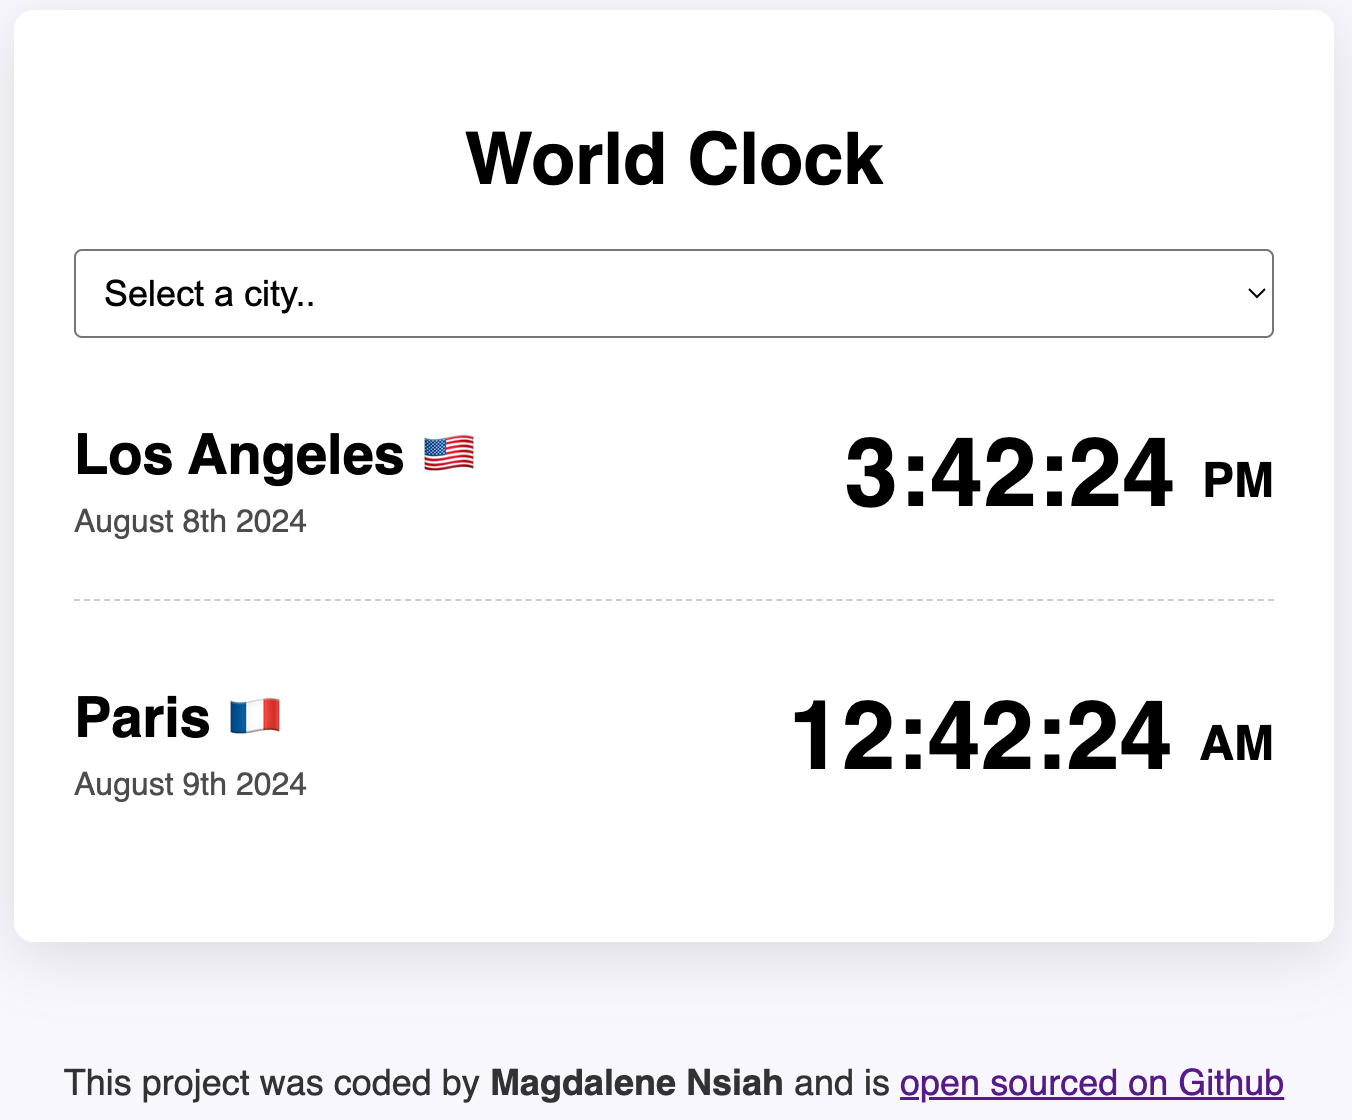 World Clock
Select a city..
Los Angeles 🇺🇸
3:42:24 PM
August 8th 2024
Paris 🇫🇷
12:42:24 AM
August 9th 2024
This project was coded by Magdalene Nsiah and is open sourced on Github